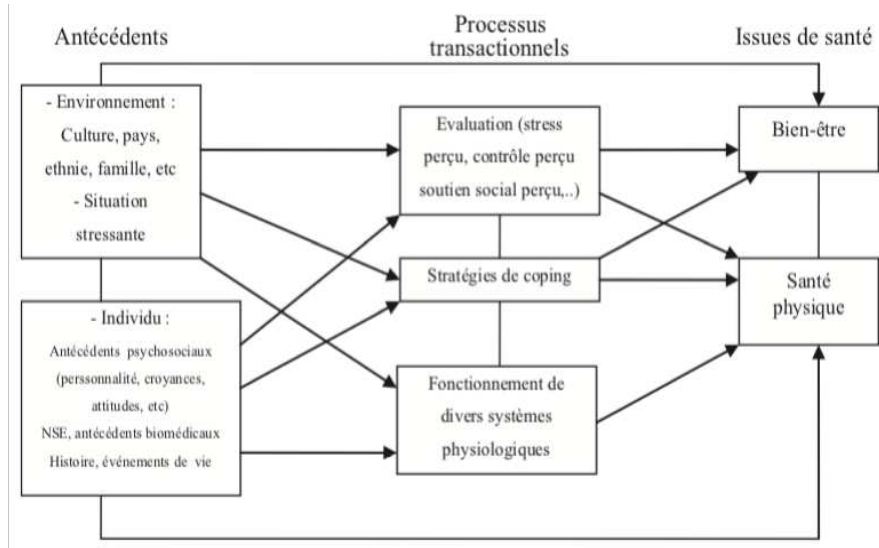 Antécédents
Processus
transactionnels
Issues de santé
- Environnement :
Culture, pays,
ethnie, famille, etc
- Situation
stressante
- Individu :
Antécédents psychosociaux
(perssonnalité, croyances,
attitudes, etc)
NSE, antécédents biomédicaux
Histoire, événements de vie
Evaluation (stress
perçu, contrôle perçu
soutien social perçu,..)
Stratégies de coping
Fonctionnement de
divers systèmes
physiologiques
Bien-être
Santé
physique